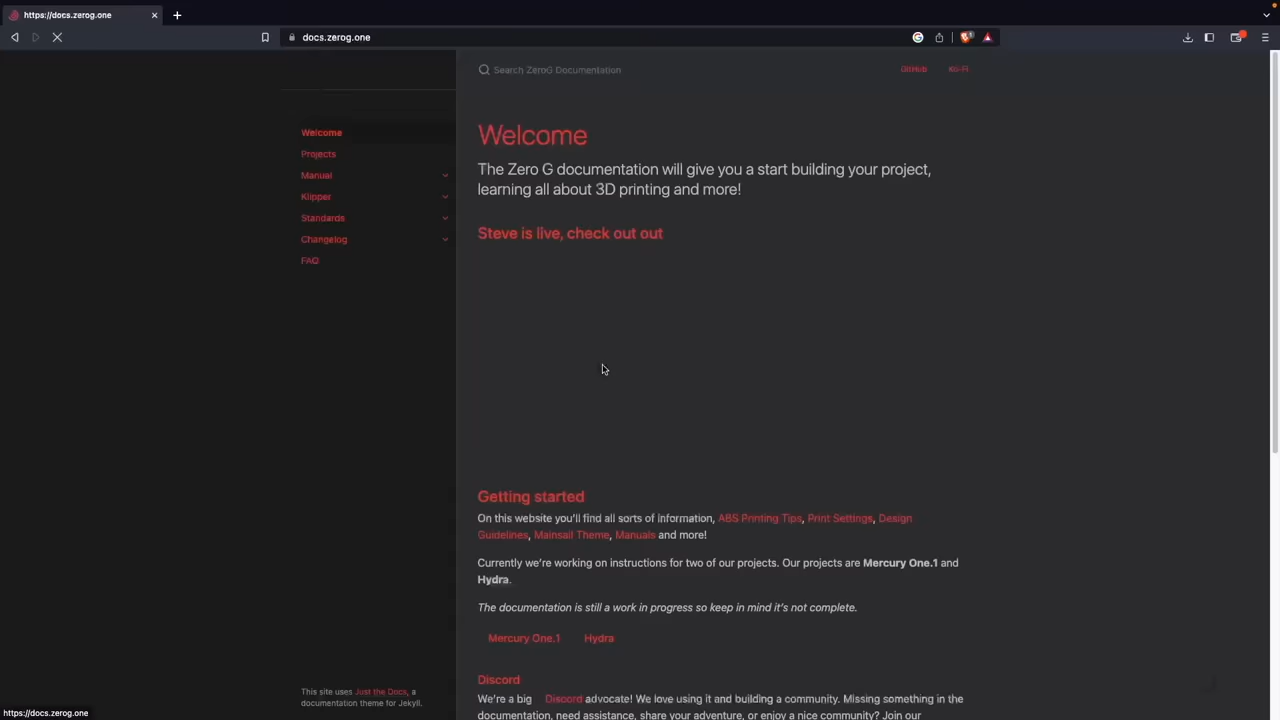 https://docs.zerog.one
docs.zerog.one
Search ZeroG Documentation
GitHub
Ko-Fi
Welcome
Projects
Manual
Klipper
Standards
Changelog
FAQ
Welcome
The Zero G documentation will give you a start building your project,
learning all about 3D printing and more!
Steve is live, check out out
Getting started
On this website you'll find all sorts of information, ABS Printing Tips, Print Settings, Design
Guidelines, Mainsail Theme, Manuals and more!
Currently we're working on instructions for two of our projects. Our projects are Mercury One.1 and
Hydra.
The documentation is still a work in progress so keep in mind it's not complete.
Mercury One.1 Hydra
Discord
We're a big Discord advocate! We love using it and building a community. Missing something in the
documentation, need assistance, share your adventure, or enjoy a nice community? Join our
This site uses Just the Docs, a
documentation theme for Jekyll.
https://docs.zerog.one